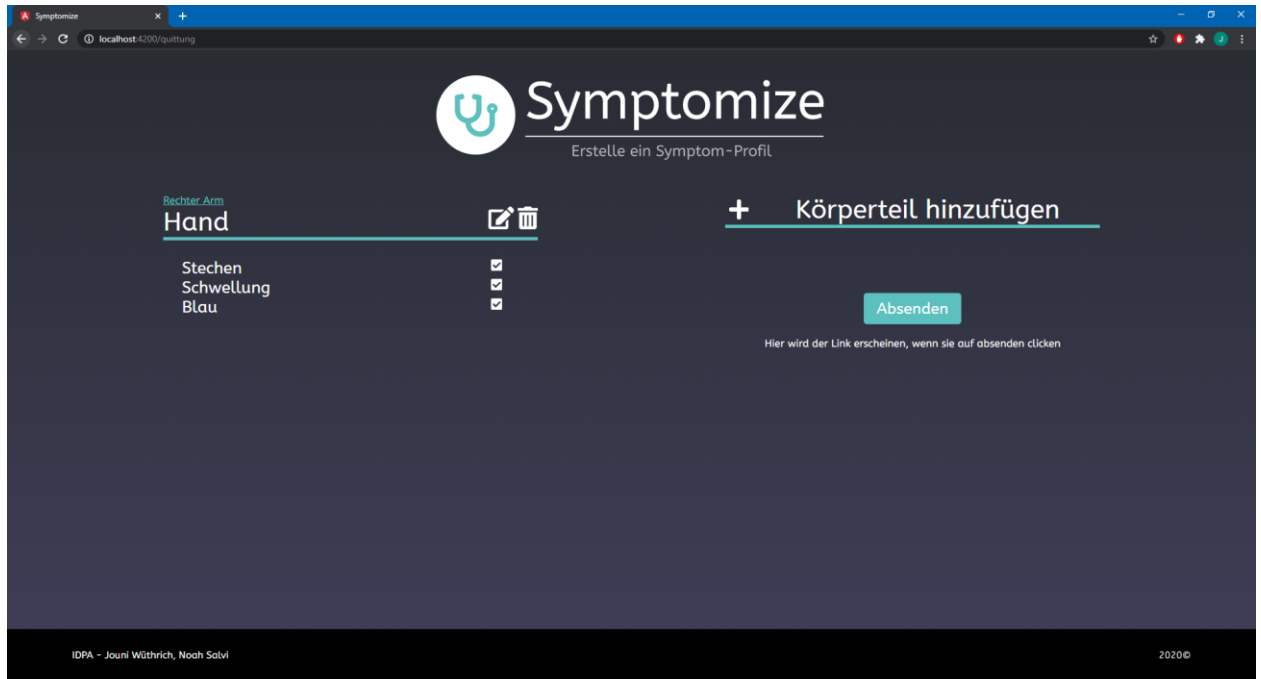 Symptomize
localhost:4200/quittung
J
Symptomize
Erstelle ein Symptom-Profil
Rechter Arm
Hand
Stechen
Schwellung
Blau
Körperteil hinzufügen
Absenden
Hier wird der Link erscheinen, wenn sie auf absenden clicken
IDPA - Jouni Wüthrich, Noah Salvi
2020©